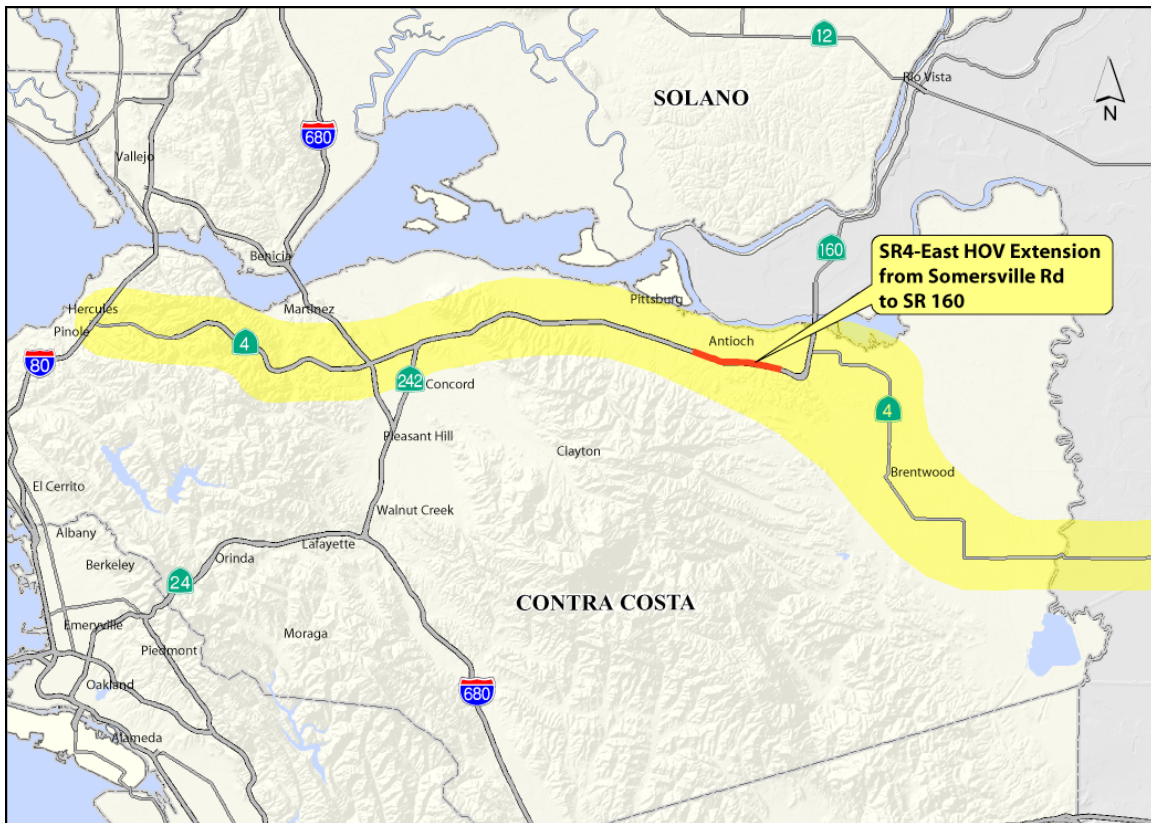 12
Rio Vista
SOLANO
N
680
Vallejo
160
SR4-East HOV Extension
from Somersville Rd
to SR 160
Benicia
Hercules
Martinez
Pittsburg
Pinole
4
Antioch
80
242
Concord
4
Pleasant Hill
Clayton
Brentwood
El Cerrito
Walnut Creek
Albany
Lafayette
Orinda
Berkeley
24
CONTRA COSTA
Emeryville
Moraga
Piedmont
Oakland
680
Alameda